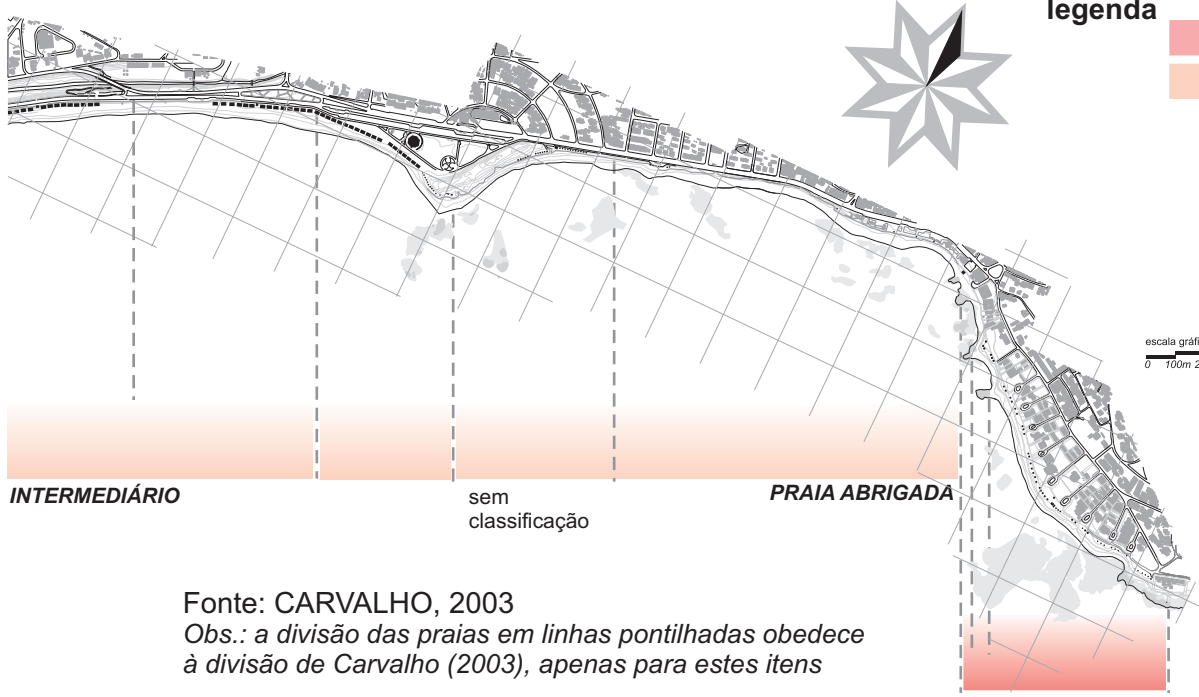 legenda
escala gráfi
0 100m 2
INTERMEDIÁRIO
sem
classificação
PRAIA ABRIGADA
Fonte: CARVALHO, 2003
Obs.: a divisão das praias em linhas pontilhadas obedece
à divisão de Carvalho (2003), apenas para estes itens